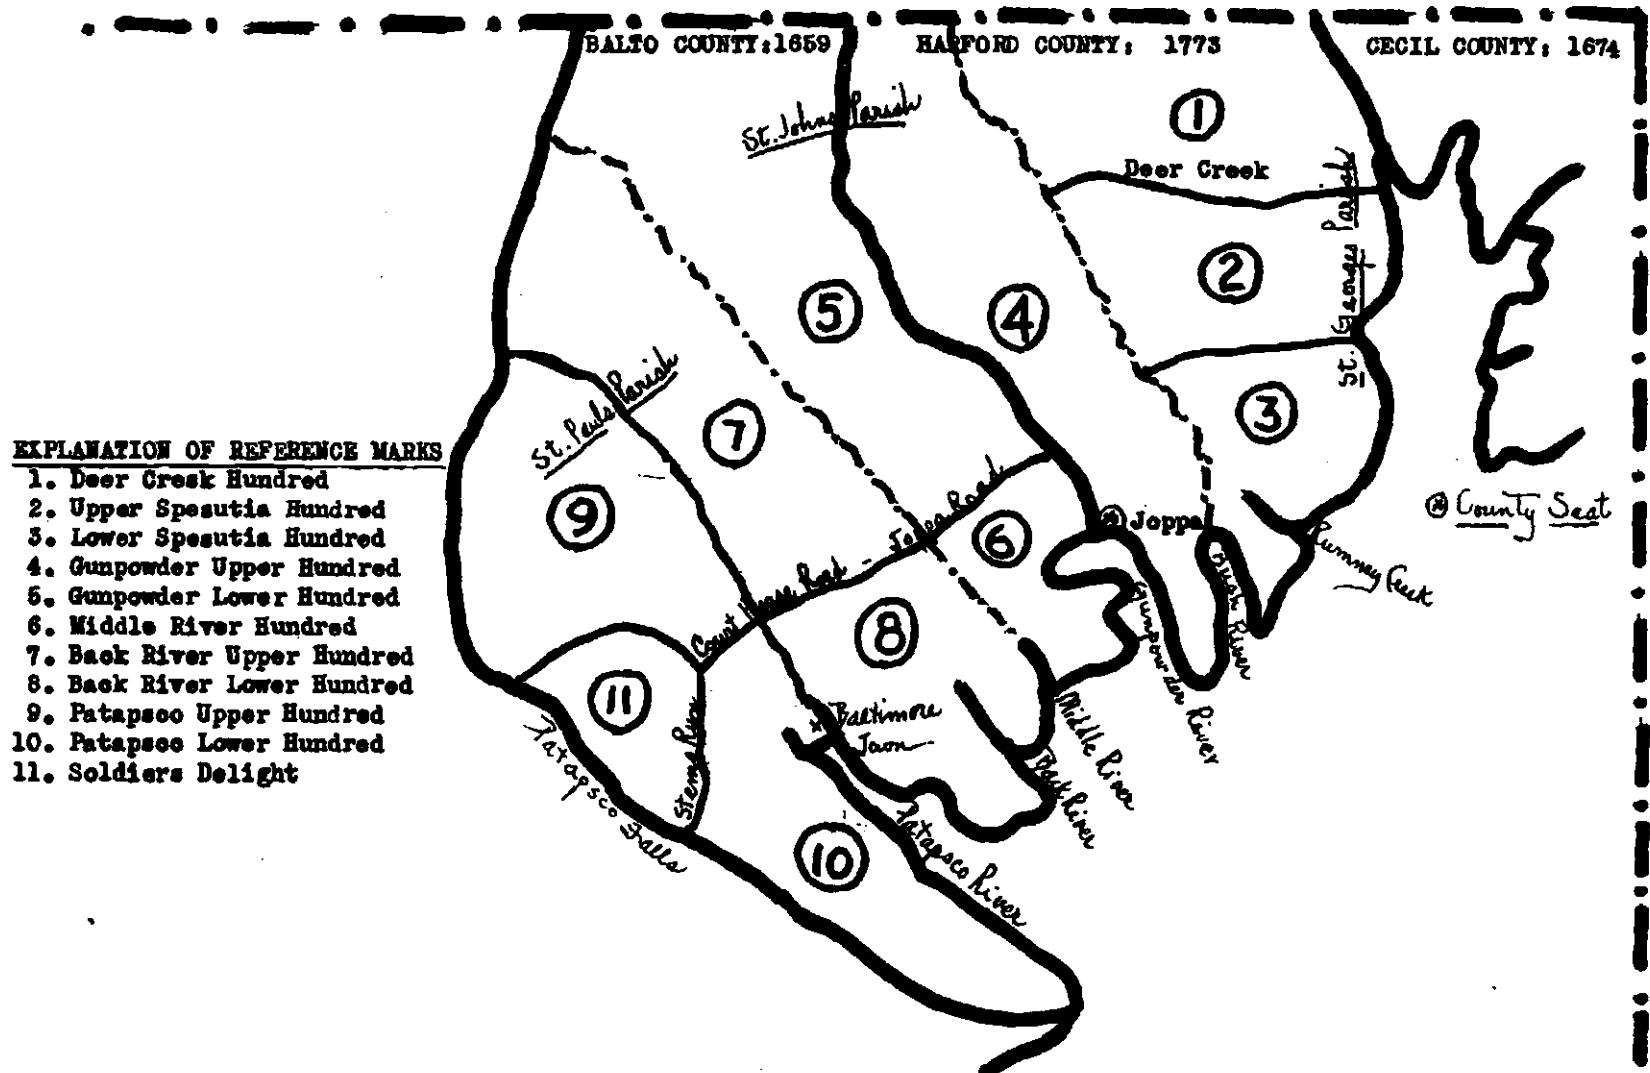 BALTO COUNTY:1659
HARFORD COUNTY: 1773
CECIL COUNTY: 1674
St. Johns Parish
1
Deer Creek
St. Georges Parish
2
5
4
3
St. Pauls Parish
7
EXPLANATION OF REFERENCE MARKS
1. Deer Creek Hundred
2. Upper Spesutia Hundred
3. Lower Spesutia Hundred
4. Gunpowder Upper Hundred
5. Gunpowder Lower Hundred
6. Middle River Hundred
7. Back River Upper Hundred
8. Back River Lower Hundred
9. Patapsco Upper Hundred
10. Patapsco Lower Hundred
11. Soldiers Delight
9
Court House Road - Joppa Road
6
Joppa
County Seat
Rumney Creek
Bush River
Gunpowder River
8
11
Stems Run
Baltimore
Town
Middle River
Back River
Patapsco Falls
Patapsco River
10